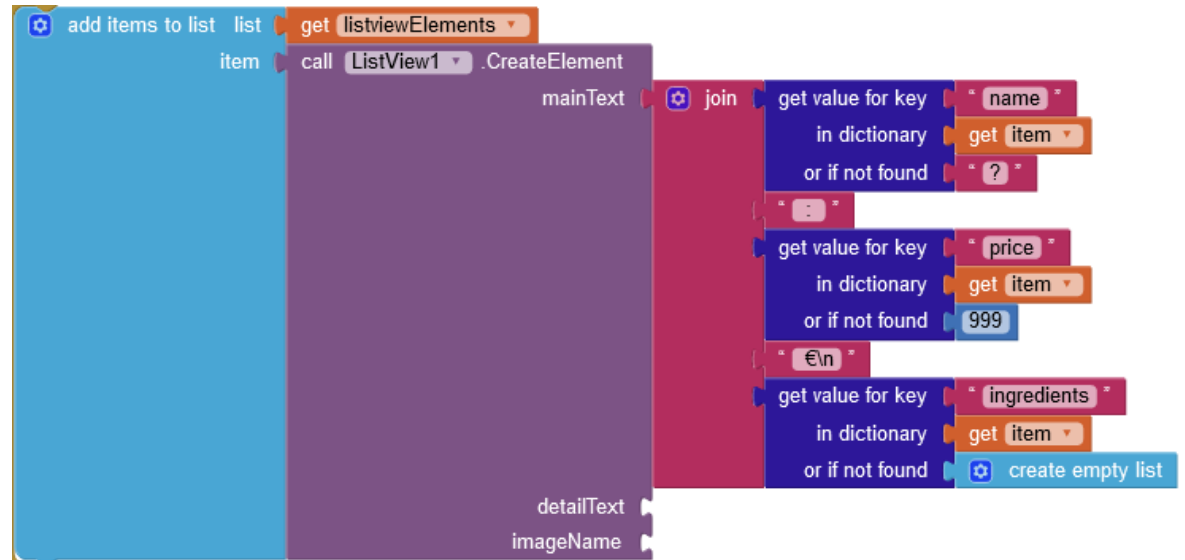 add items to list list get listviewElements
item call ListView1 .CreateElement
mainText join get value for key “ name ”
in dictionary get item
or if not found “ ? ”
“ : ”
get value for key “ price ”
in dictionary get item
or if not found 999
“ €\n ”
get value for key “ ingredients ”
in dictionary get item
or if not found create empty list
detailText
imageName